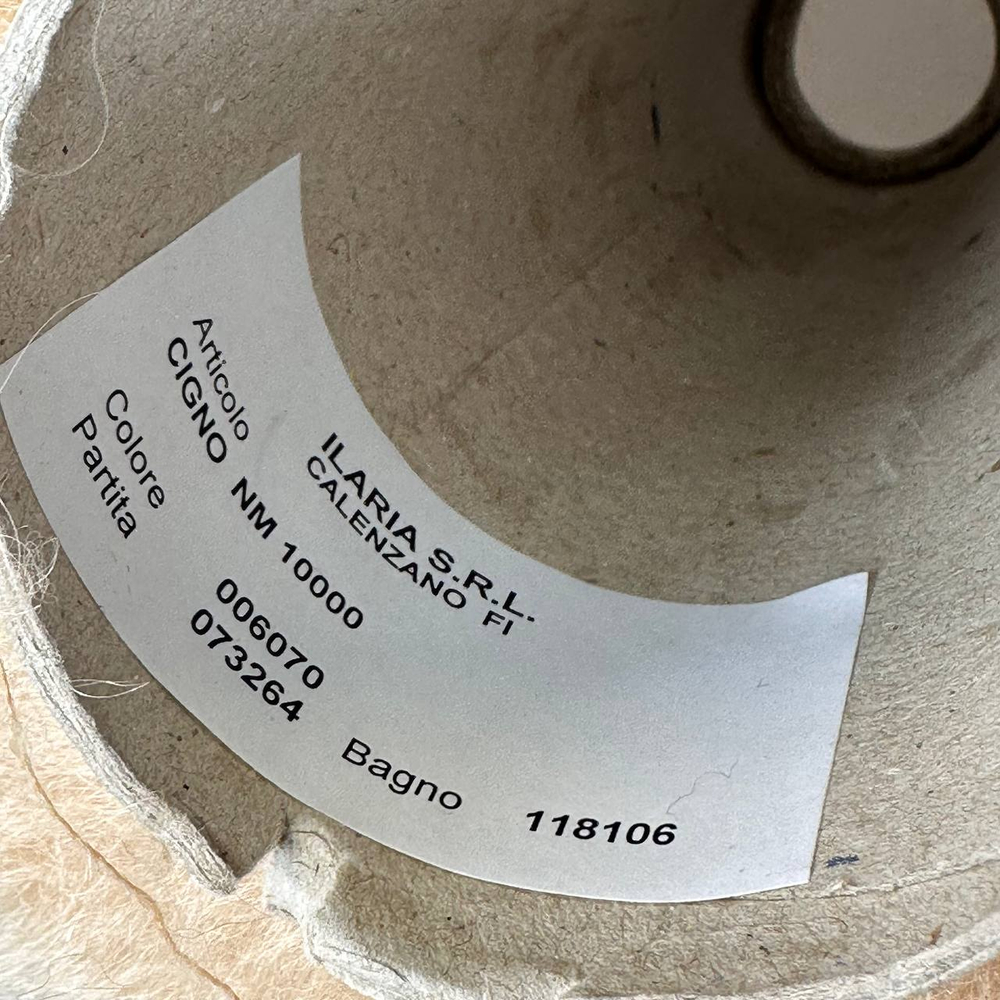 ILARIA S.R.L.
CALENZANO FI
Articolo
CIGNO NM 10000
Colore 006070
Partita 073264 Bagno 118106